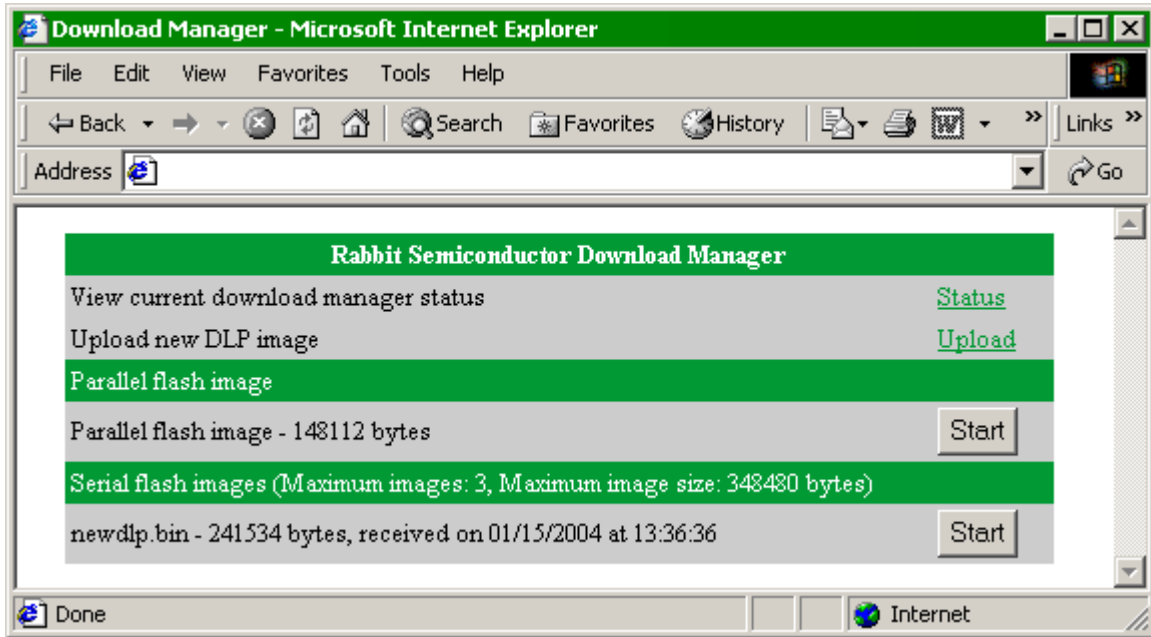 Download Manager - Microsoft Internet Explorer
File Edit View Favorites Tools Help
Back Search Favorites History W » Links »
Address Go
Rabbit Semiconductor Download Manager
View current download manager status Status
Upload new DLP image Upload
Parallel flash image
Parallel flash image - 148112 bytes Start
Serial flash images (Maximum images: 3, Maximum image size: 348480 bytes)
newdlp.bin - 241534 bytes, received on 01/15/2004 at 13:36:36 Start
Done Internet